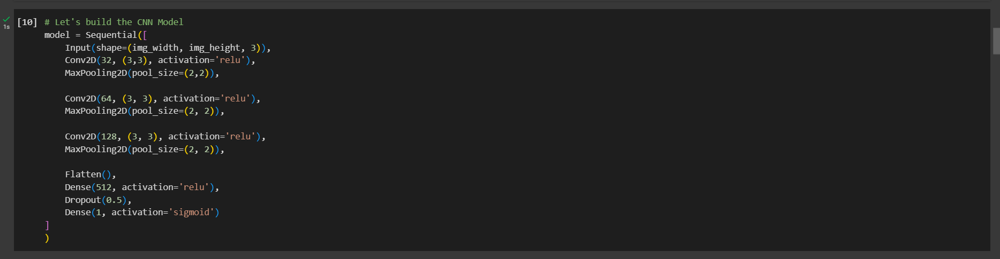 [10] # Let's build the CNN Model
1s
model = Sequential([
    Input(shape=(img_width, img_height, 3)),
    Conv2D(32, (3,3), activation='relu'),
    MaxPooling2D(pool_size=(2,2)),

    Conv2D(64, (3, 3), activation='relu'),
    MaxPooling2D(pool_size=(2, 2)),

    Conv2D(128, (3, 3), activation='relu'),
    MaxPooling2D(pool_size=(2, 2)),

    Flatten(),
    Dense(512, activation='relu'),
    Dropout(0.5),
    Dense(1, activation='sigmoid')
]
)